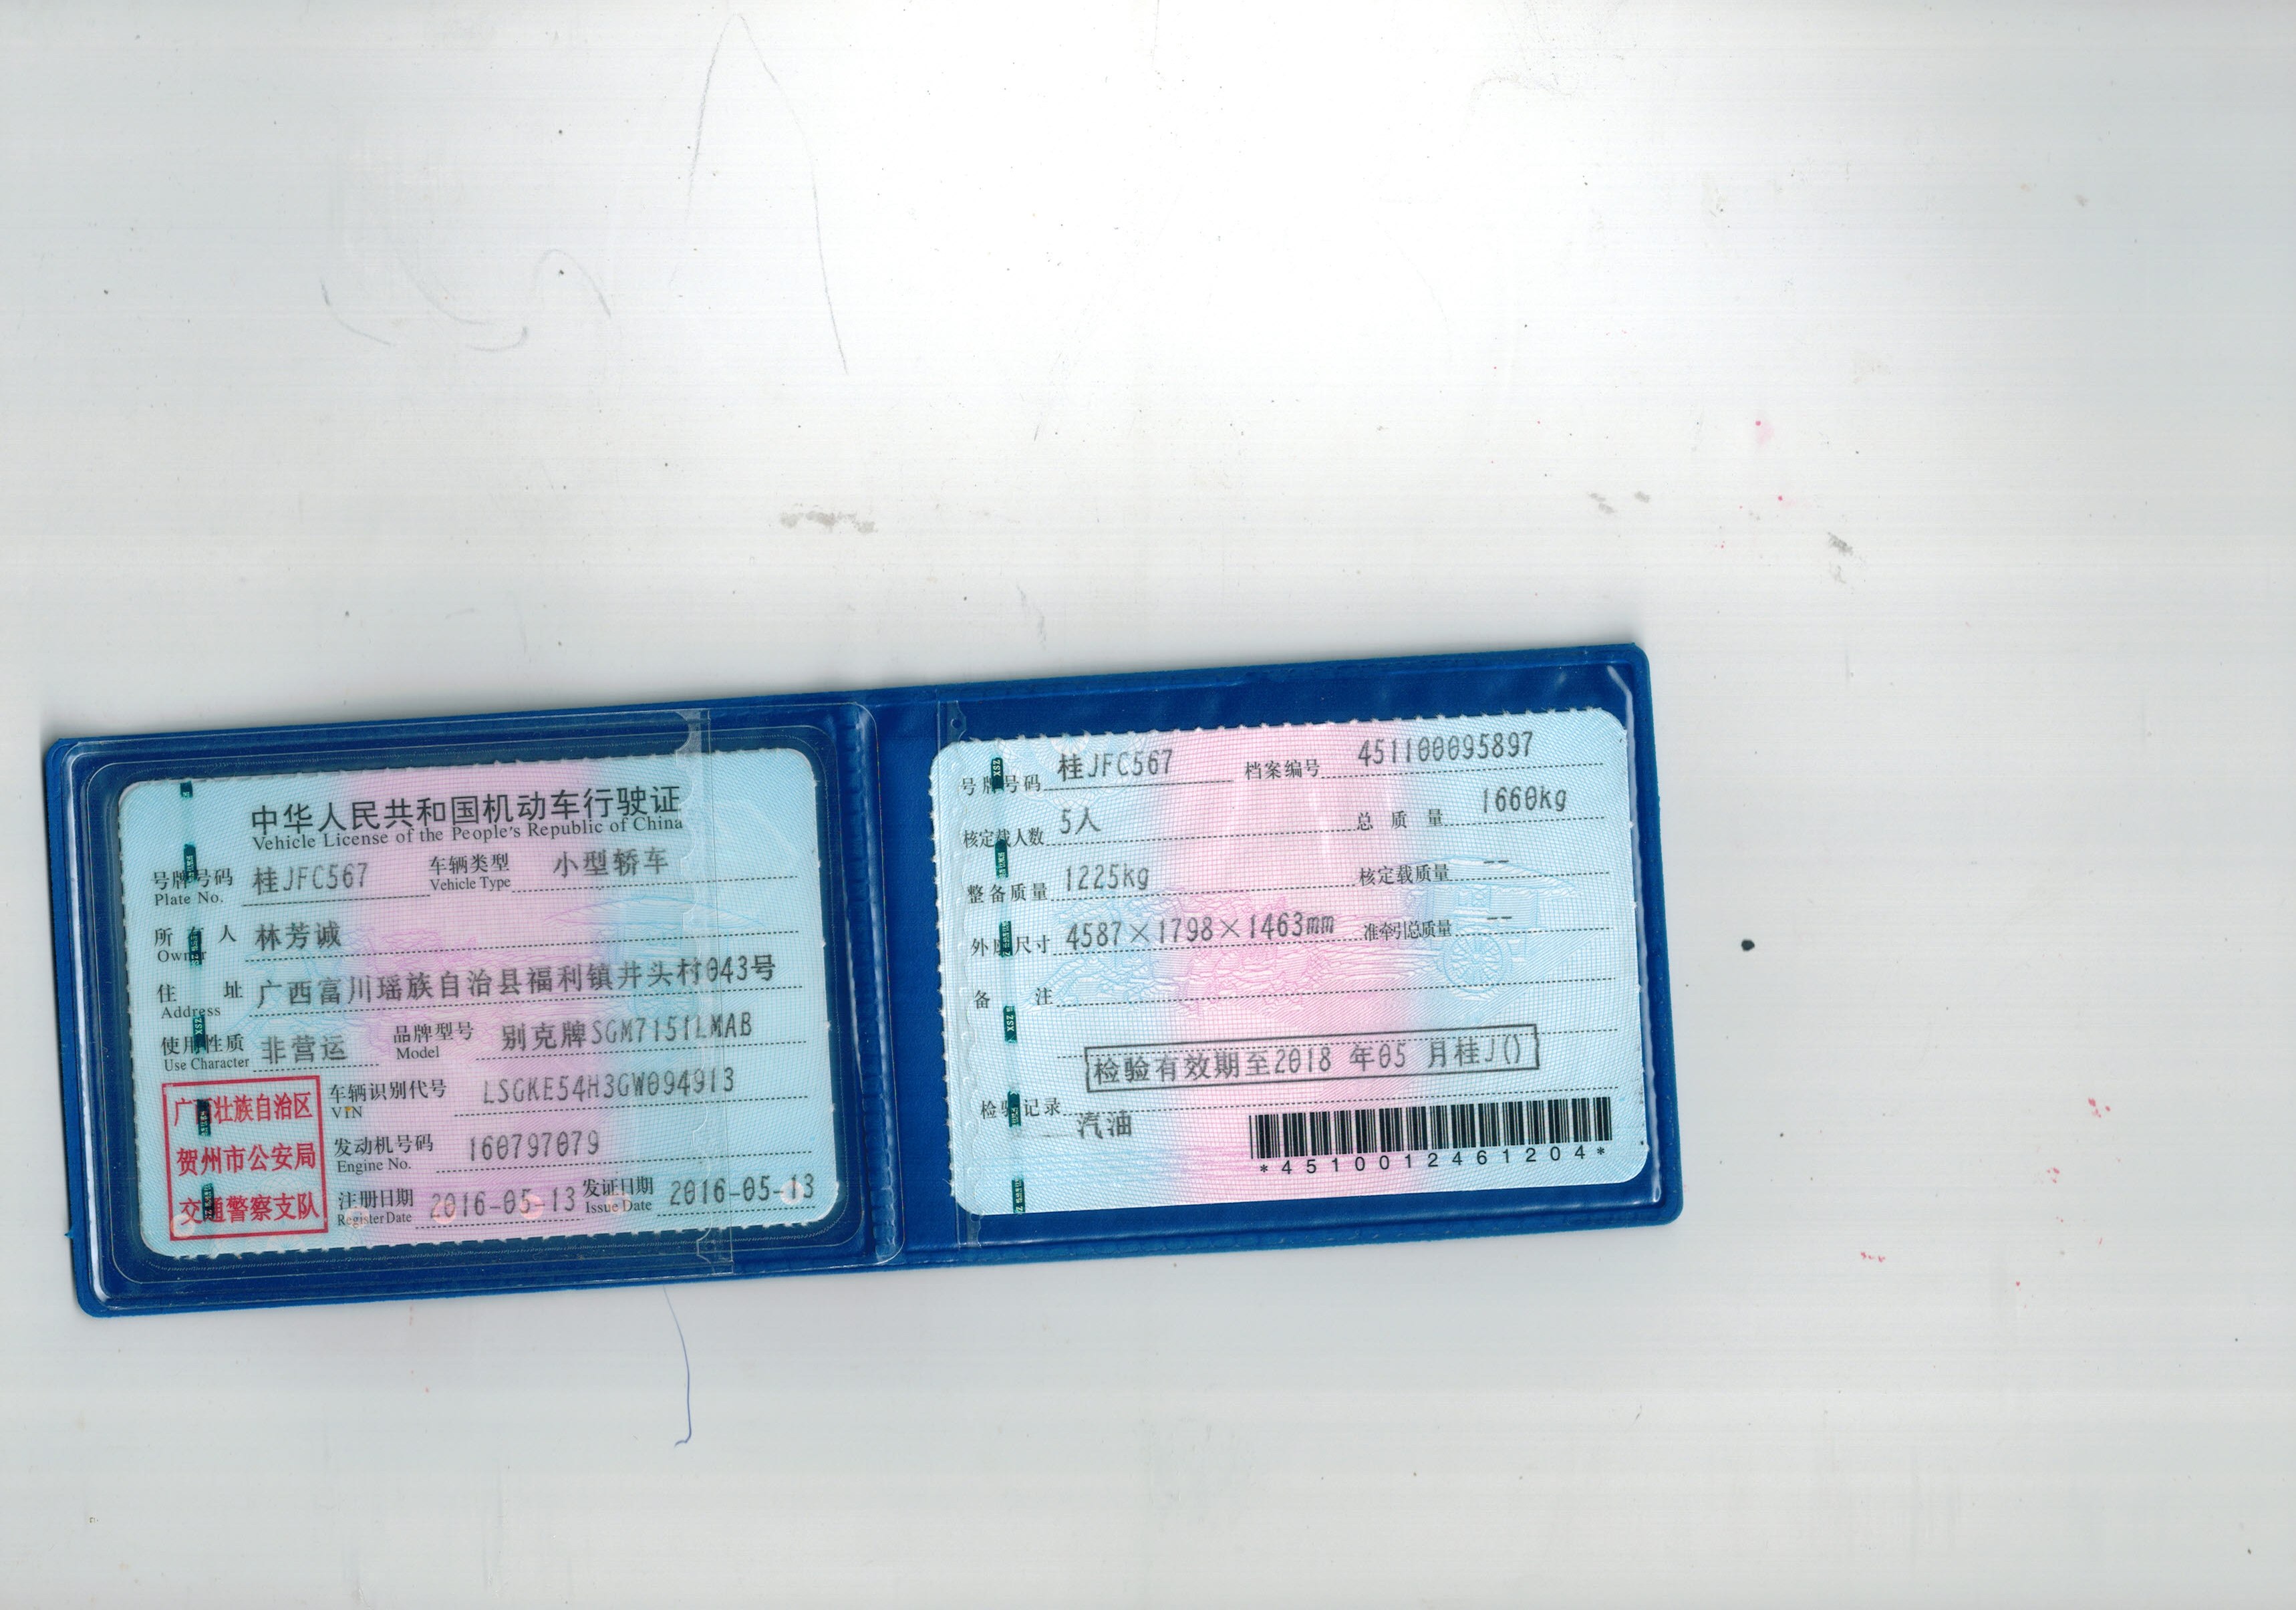 中华人民共和国机动车行驶证
Vehicle License of the People's Republic of China
号牌号码 桂JFC567 车辆类型 小型轿车
Plate No. Vehicle Type
所有人 林芳诚
Owner
住址 广西富川瑶族自治县福利镇井头村043号
Address
使用性质 非营运 品牌型号 别克牌SGM7151LMAB
Use Character Model
广西壮族自治区
贺州市公安局
交通警察支队
车辆识别代号 LSGKE54H3GW094913
VIN
发动机号码 160797079
Engine No.
注册日期 2016-05-13 发证日期 2016-05-13
Register Date Issue Date
号牌号码 桂JFC567 档案编号 451100095897
核定载人数 5人 总质量 1660kg
整备质量 1225kg 核定载质量 --
外廓尺寸 4587×1798×1463mm 准牵引总质量 --
备注
检验有效期至2018 年05 月桂J()
检验记录
汽油
*4510012461204*